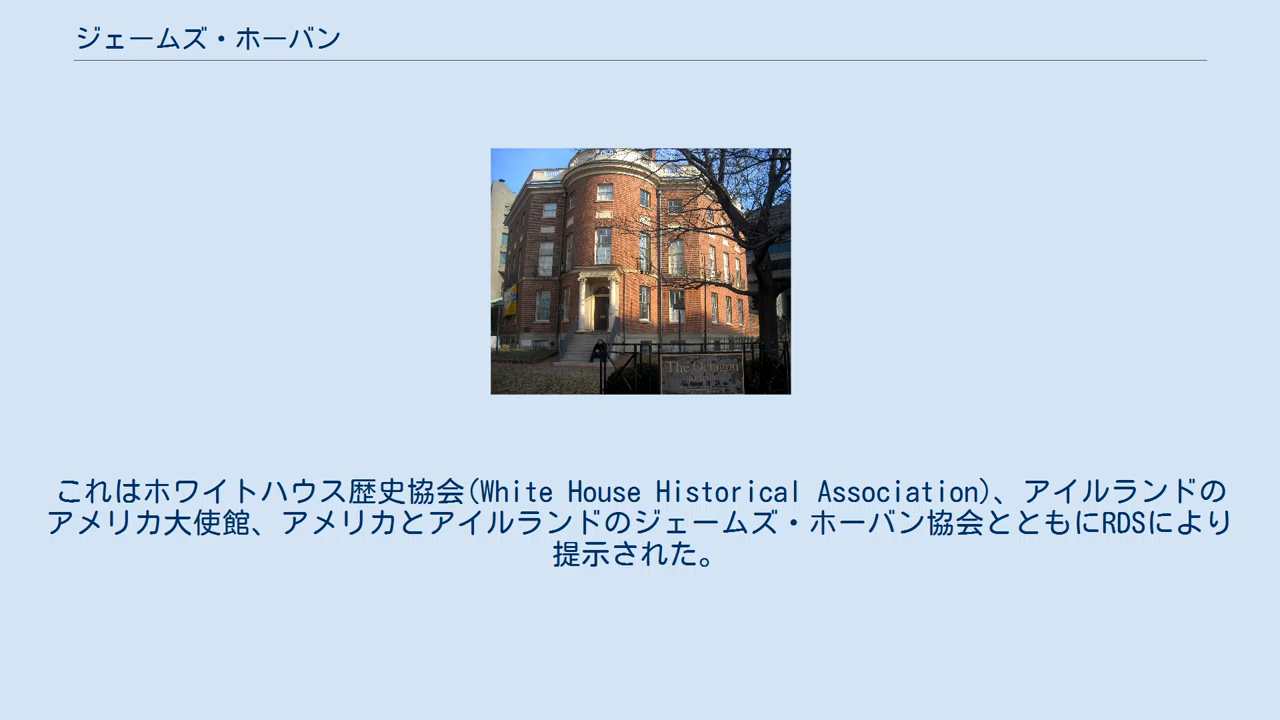 ジェームズ・ホーバン
The Octagon
これはホワイトハウス歴史協会(White House Historical Association)、アイルランドの
アメリカ大使館、アメリカとアイルランドのジェームズ・ホーバン協会とともにRDSにより
提示された。